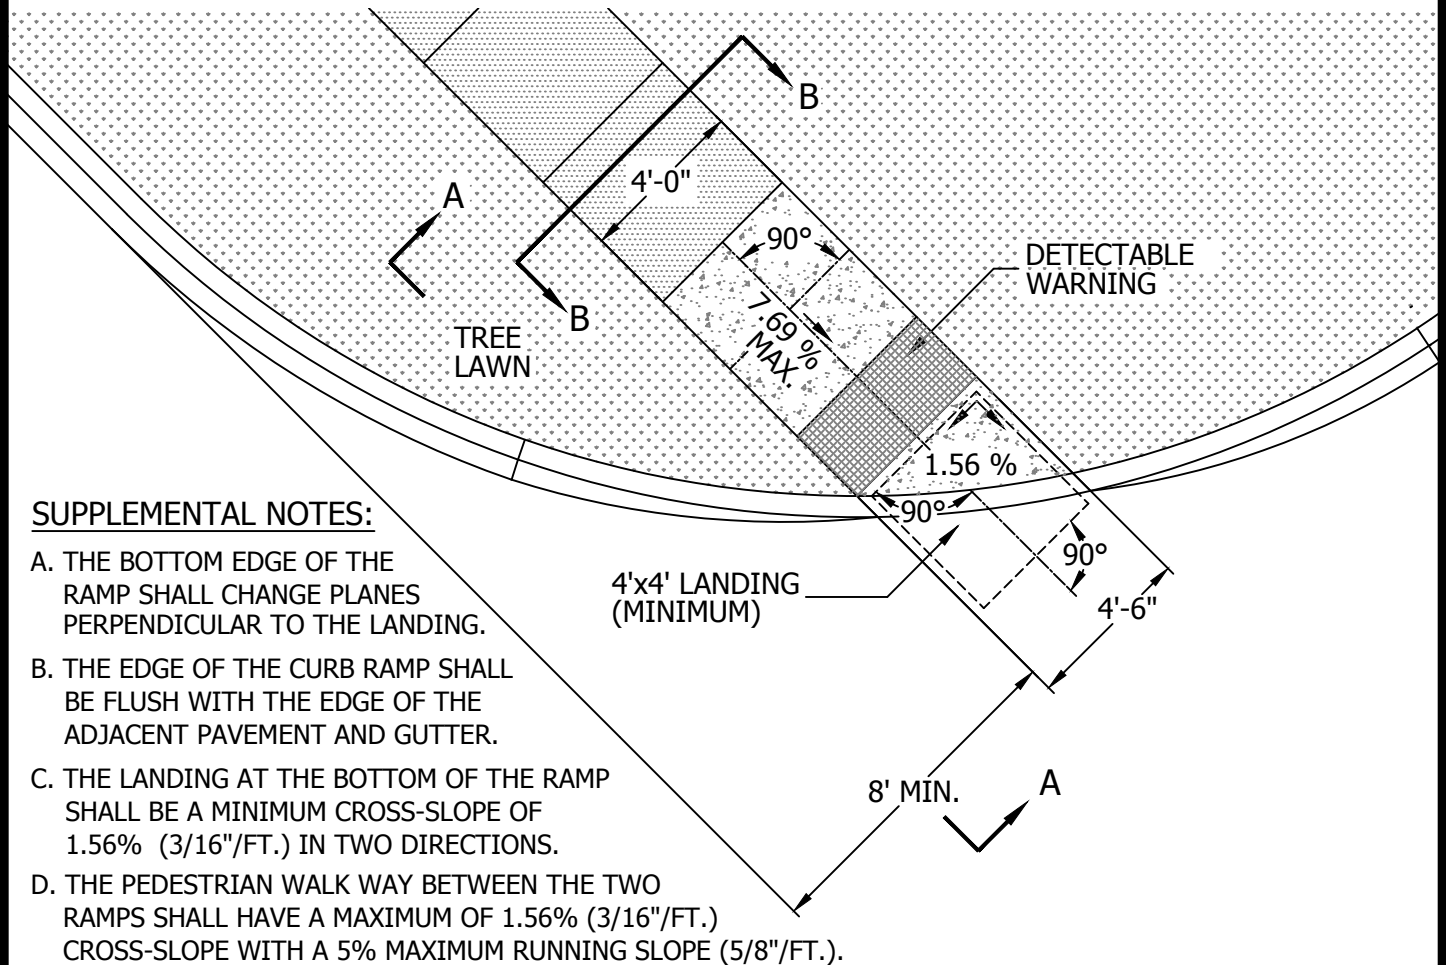 B
4'-0"
A
90°
DETECTABLE
WARNING
B
7.69 %
MAX.
TREE
LAWN
1.56 %
90°
90°
4'x4' LANDING
(MINIMUM)
4'-6"
8' MIN.
A
SUPPLEMENTAL NOTES:
A. THE BOTTOM EDGE OF THE
RAMP SHALL CHANGE PLANES
PERPENDICULAR TO THE LANDING.
B. THE EDGE OF THE CURB RAMP SHALL
BE FLUSH WITH THE EDGE OF THE
ADJACENT PAVEMENT AND GUTTER.
C. THE LANDING AT THE BOTTOM OF THE RAMP
SHALL BE A MINIMUM CROSS-SLOPE OF
1.56% (3/16"/FT.) IN TWO DIRECTIONS.
D. THE PEDESTRIAN WALK WAY BETWEEN THE TWO
RAMPS SHALL HAVE A MAXIMUM OF 1.56% (3/16"/FT.)
CROSS-SLOPE WITH A 5% MAXIMUM RUNNING SLOPE (5/8"/FT.).